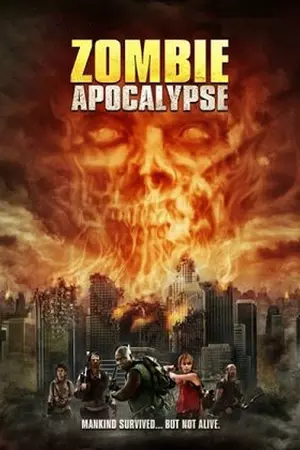 ZOMBIE
APOCALYPSE
MANKIND SURVIVED... BUT NOT ALIVE.